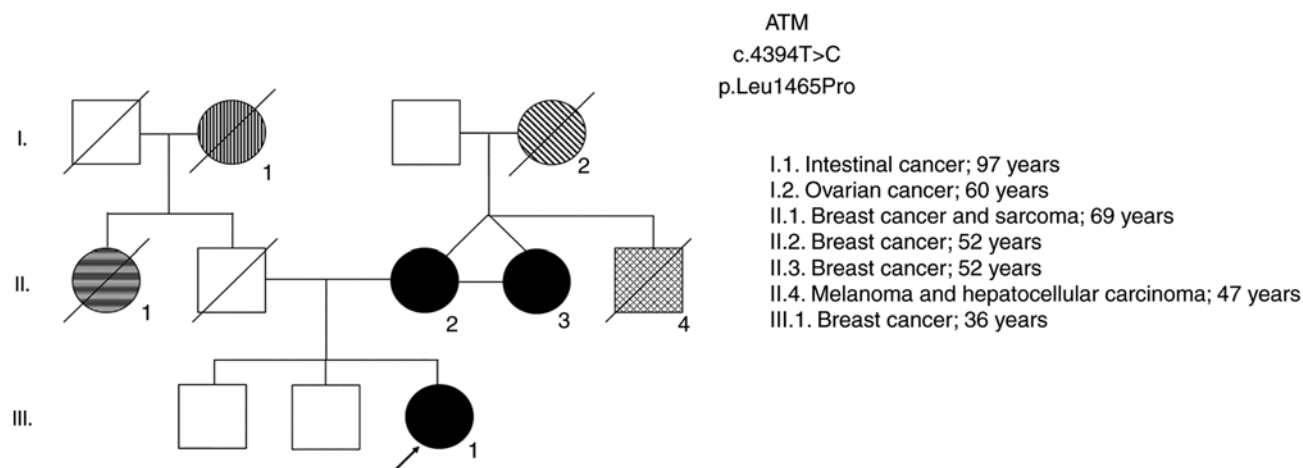 ATM
c.4394T>C
p.Leu1465Pro
I.
1
2
I.1. Intestinal cancer; 97 years
I.2. Ovarian cancer; 60 years
II.1. Breast cancer and sarcoma; 69 years
II.2. Breast cancer; 52 years
II.3. Breast cancer; 52 years
II.4. Melanoma and hepatocellular carcinoma; 47 years
III.1. Breast cancer; 36 years
II.
1
2
3
4
III.
1